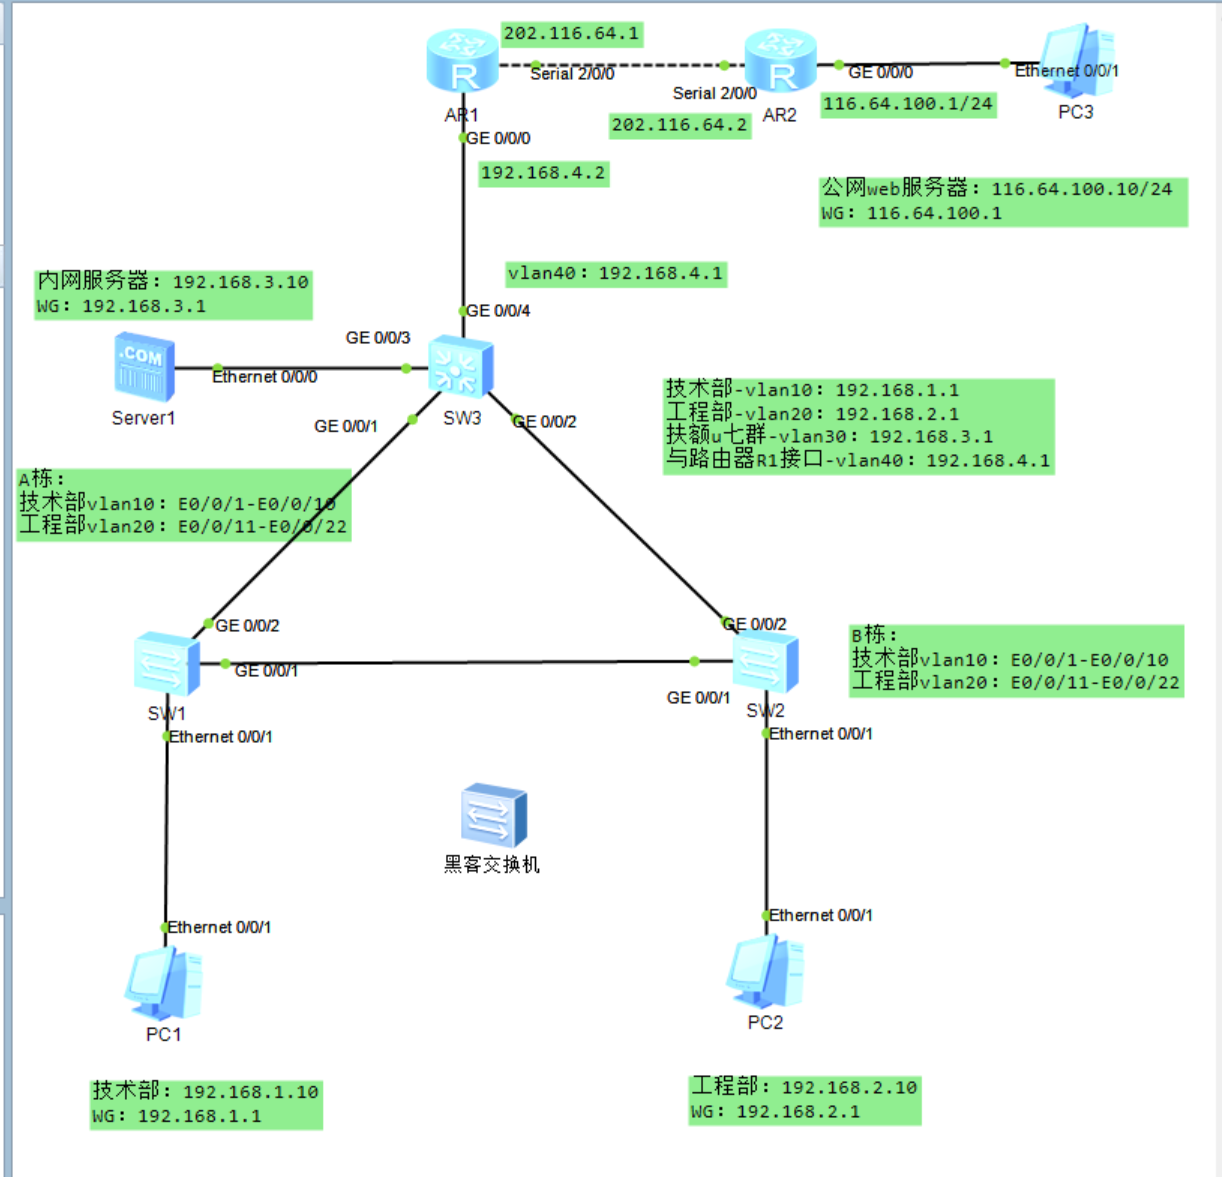 202.116.64.1
Serial 2/0/0
GE 0/0/0
Ethernet 0/0/1
Serial 2/0/0
116.64.100.1/24
AR1
AR2
PC3
202.116.64.2
GE 0/0/0
192.168.4.2
公网web服务器: 116.64.100.10/24
WG: 116.64.100.1
vlan40: 192.168.4.1
内网服务器: 192.168.3.10
WG: 192.168.3.1
GE 0/0/4
GE 0/0/3
.COM
Ethernet 0/0/0
Server1
SW3
GE 0/0/1
GE 0/0/2
技术部-vlan10: 192.168.1.1
工程部-vlan20: 192.168.2.1
扶额u七群-vlan30: 192.168.3.1
与路由器R1接口-vlan40: 192.168.4.1
A栋:
技术部vlan10: E0/0/1-E0/0/10
工程部vlan20: E0/0/11-E0/0/22
GE 0/0/2
GE 0/0/2
B栋:
技术部vlan10: E0/0/1-E0/0/10
工程部vlan20: E0/0/11-E0/0/22
GE 0/0/1
GE 0/0/1
SW1
SW2
Ethernet 0/0/1
Ethernet 0/0/1
黑客交换机
Ethernet 0/0/1
Ethernet 0/0/1
PC1
PC2
技术部: 192.168.1.10
WG: 192.168.1.1
工程部: 192.168.2.10
WG: 192.168.2.1